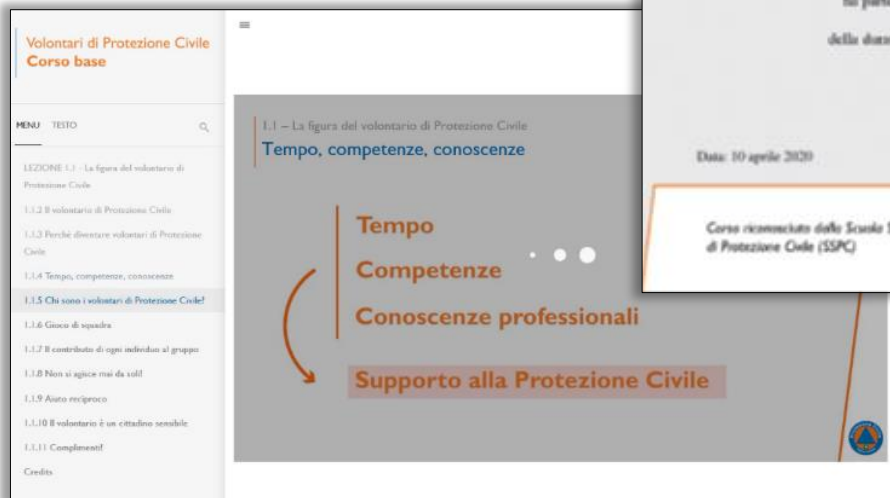 Volontari di Protezione Civile
Corso base
MENU TESTO
LEZIONE 1.1 - La figura del volontario di
Protezione Civile
1.1.2 Il volontario di Protezione Civile
1.1.3 Perché diventare volontari di Protezione
Civile
1.1.4 Tempo, competenze, conoscenze
1.1.5 Chi sono i volontari di Protezione Civile?
1.1.6 Gioco di squadra
1.1.7 Il contributo di ogni individuo al gruppo
1.1.8 Non si agisce mai da soli!
1.1.9 Aiuto reciproco
1.1.10 Il volontario è un cittadino sensibile
1.1.11 Complimenti!
Credits
1.1 – La figura del volontario di Protezione Civile
Tempo, competenze, conoscenze
Tempo
Competenze
Conoscenze professionali
Supporto alla Protezione Civile
ha
della
Data: 10 aprile 2020
Corso riconosciuto dalla Scuola
di Protezione Civile (SSPC)